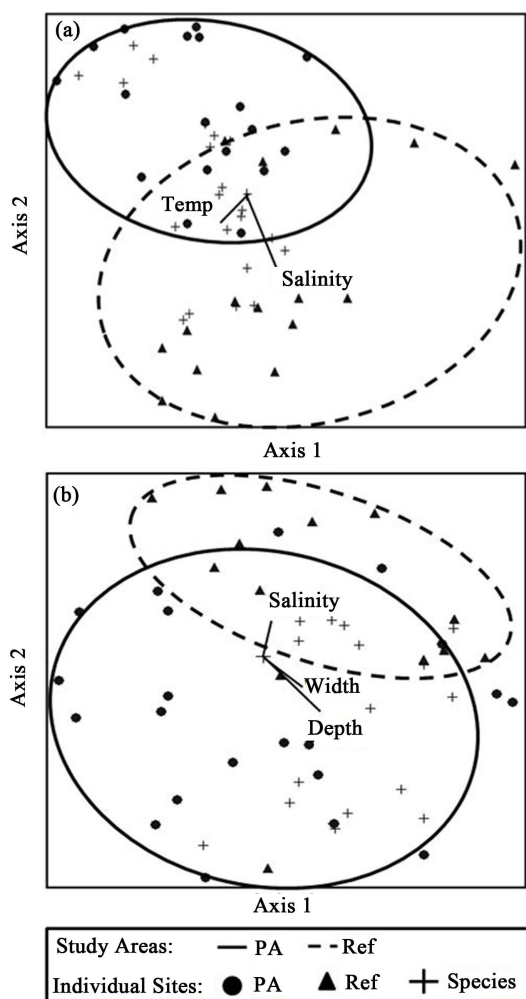 (a)
Axis 2
Temp
Salinity
Axis 1
(b)
Axis 2
Salinity
Width
Depth
Axis 1
Study Areas: PA Ref
Individual Sites: PA Ref Species